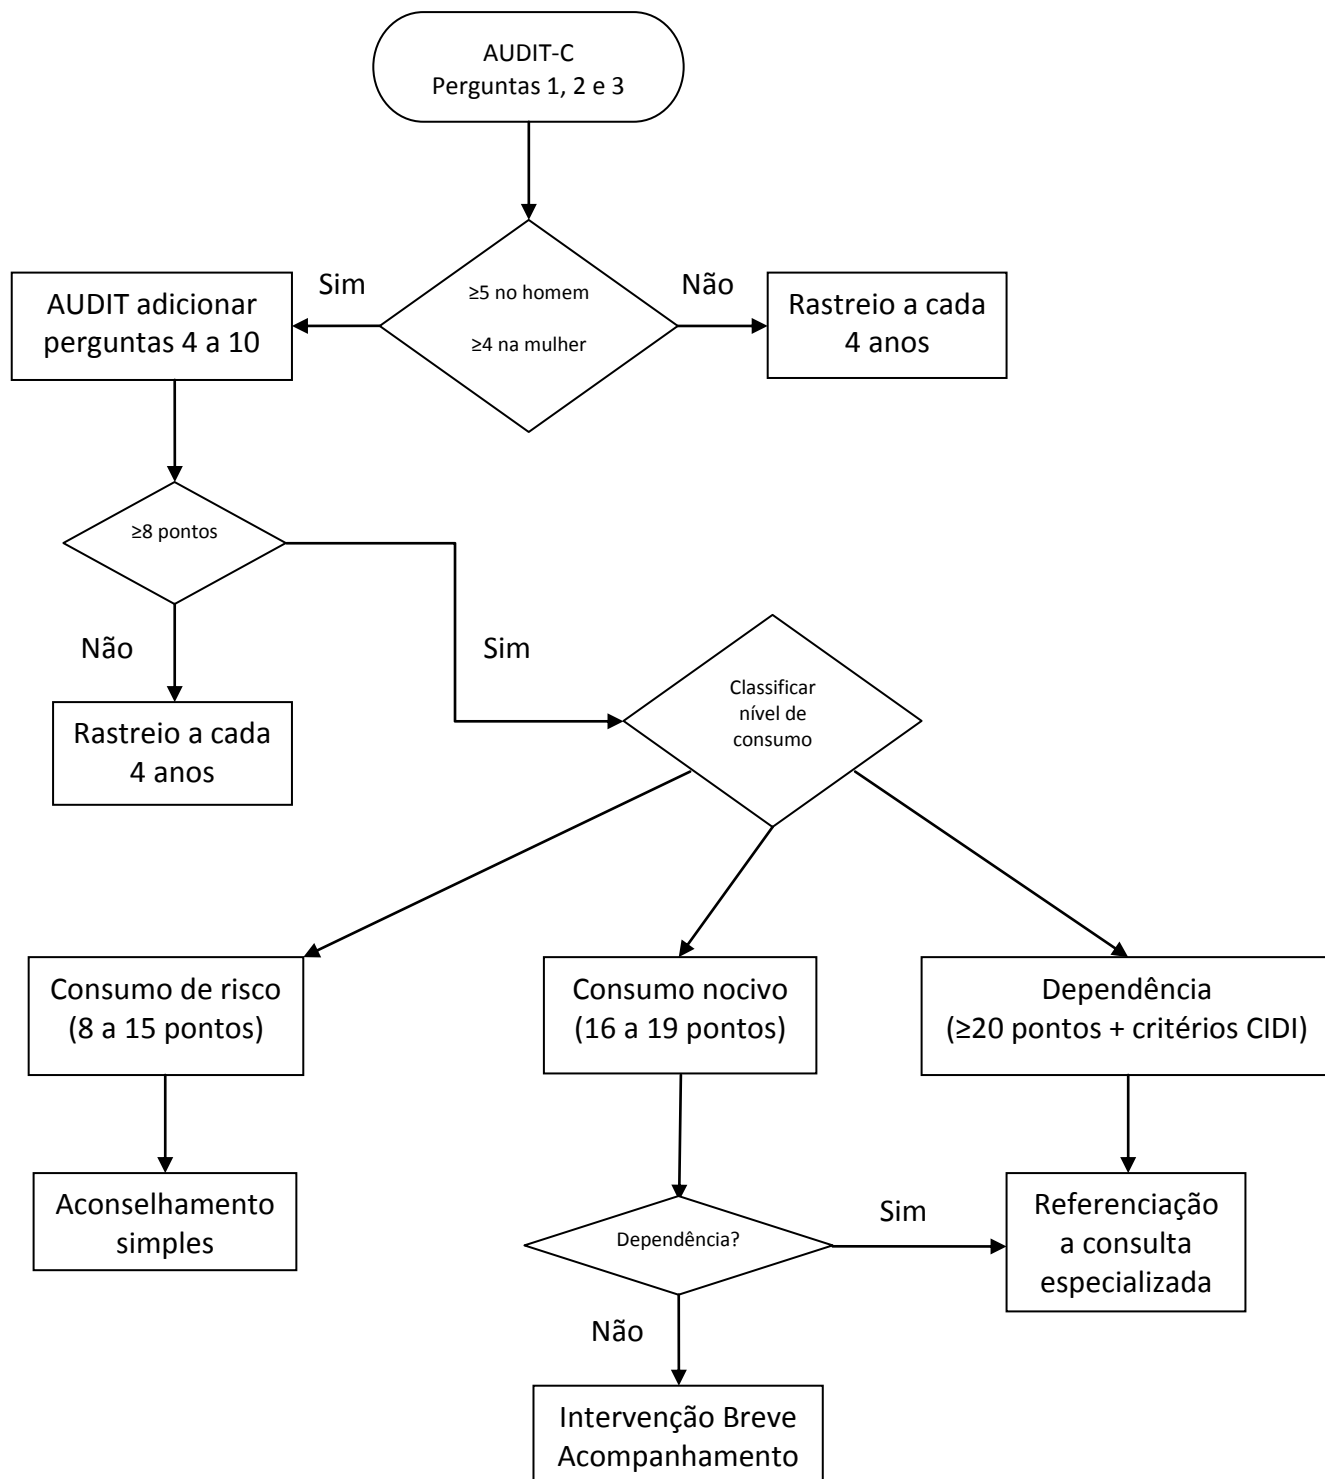 AUDIT-C
Perguntas 1, 2 e 3
Sim
≥5 no homem
≥4 na mulher
Não
AUDIT adicionar
perguntas 4 a 10
Rastreio a cada
4 anos
≥8 pontos
Não
Sim
Rastreio a cada
4 anos
Classificar
nível de
consumo
Consumo de risco
(8 a 15 pontos)
Consumo nocivo
(16 a 19 pontos)
Dependência
(≥20 pontos + critérios CIDI)
Aconselhamento
simples
Dependência?
Sim
Referenciação
a consulta
especializada
Não
Intervenção Breve
Acompanhamento